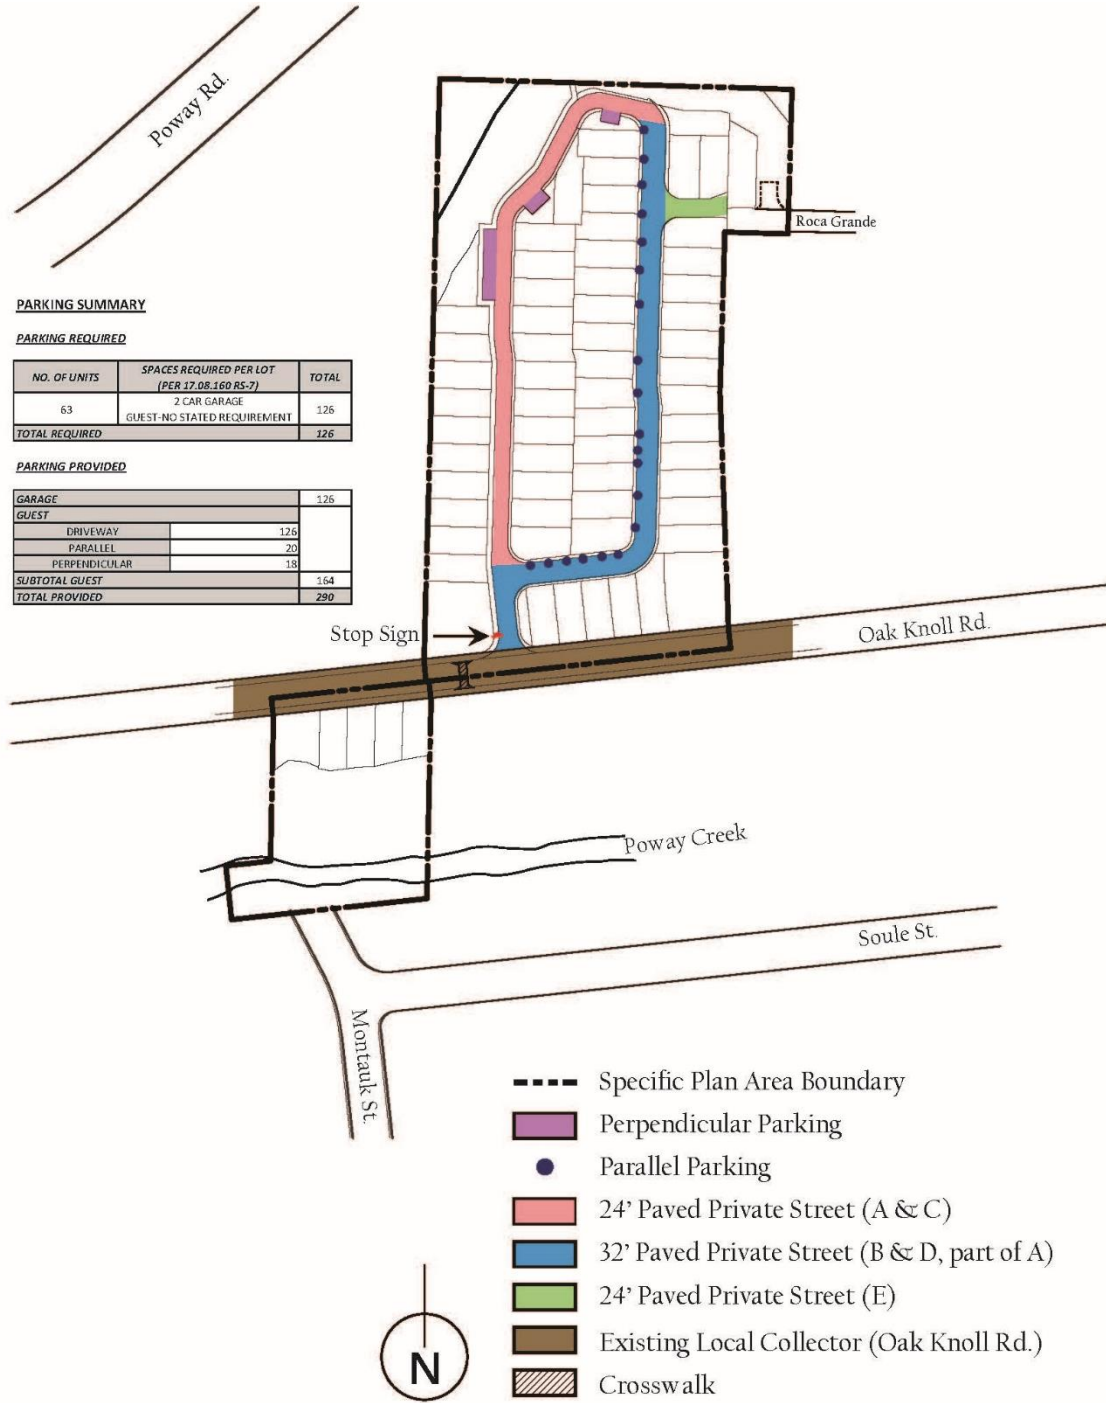 Poway Rd.
Roca Grande
PARKING SUMMARY
PARKING REQUIRED
NO. OF UNITS SPACES REQUIRED PER LOT (PER 17.08.160 RS-7) TOTAL
63 2 CAR GARAGE GUEST-NO STATED REQUIREMENT 126
TOTAL REQUIRED 126
PARKING PROVIDED
GARAGE 126
GUEST
DRIVEWAY 126
PARALLEL 20
PERPENDICULAR 18
SUBTOTAL GUEST 164
TOTAL PROVIDED 290
Stop Sign
Oak Knoll Rd.
Poway Creek
Soule St.
Montauk St.
Specific Plan Area Boundary
Perpendicular Parking
Parallel Parking
24' Paved Private Street (A & C)
32' Paved Private Street (B & D, part of A)
24' Paved Private Street (E)
Existing Local Collector (Oak Knoll Rd.)
Crosswalk
N